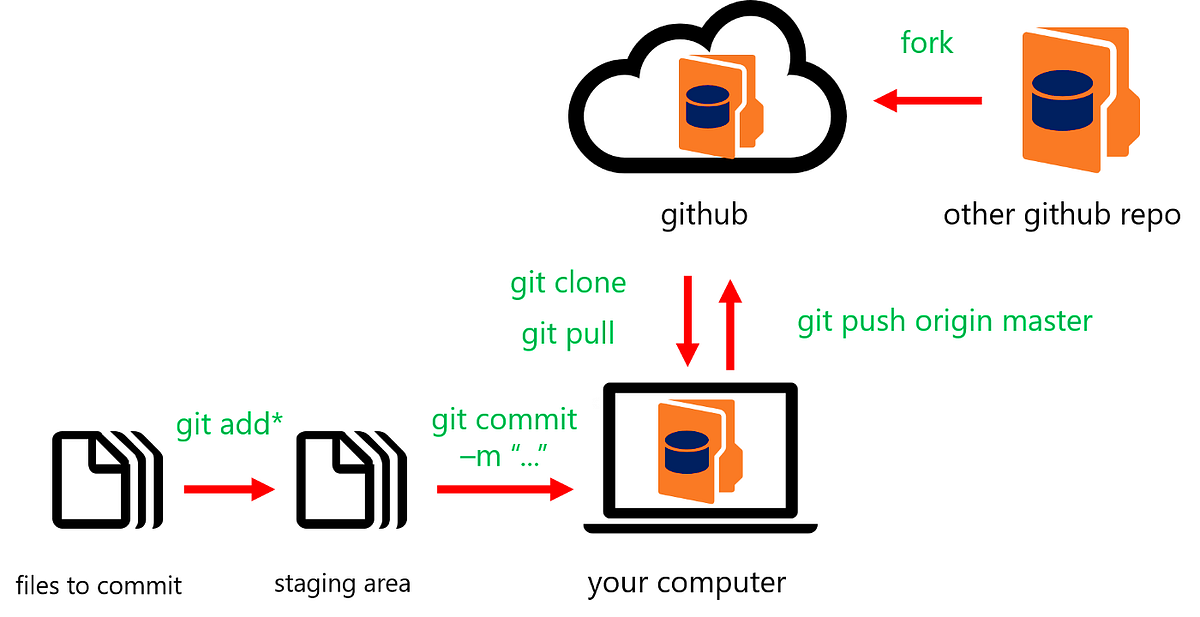 fork
github
other github repo
git clone
git pull
git push origin master
git add*
git commit
–m “...”
files to commit
staging area
your computer